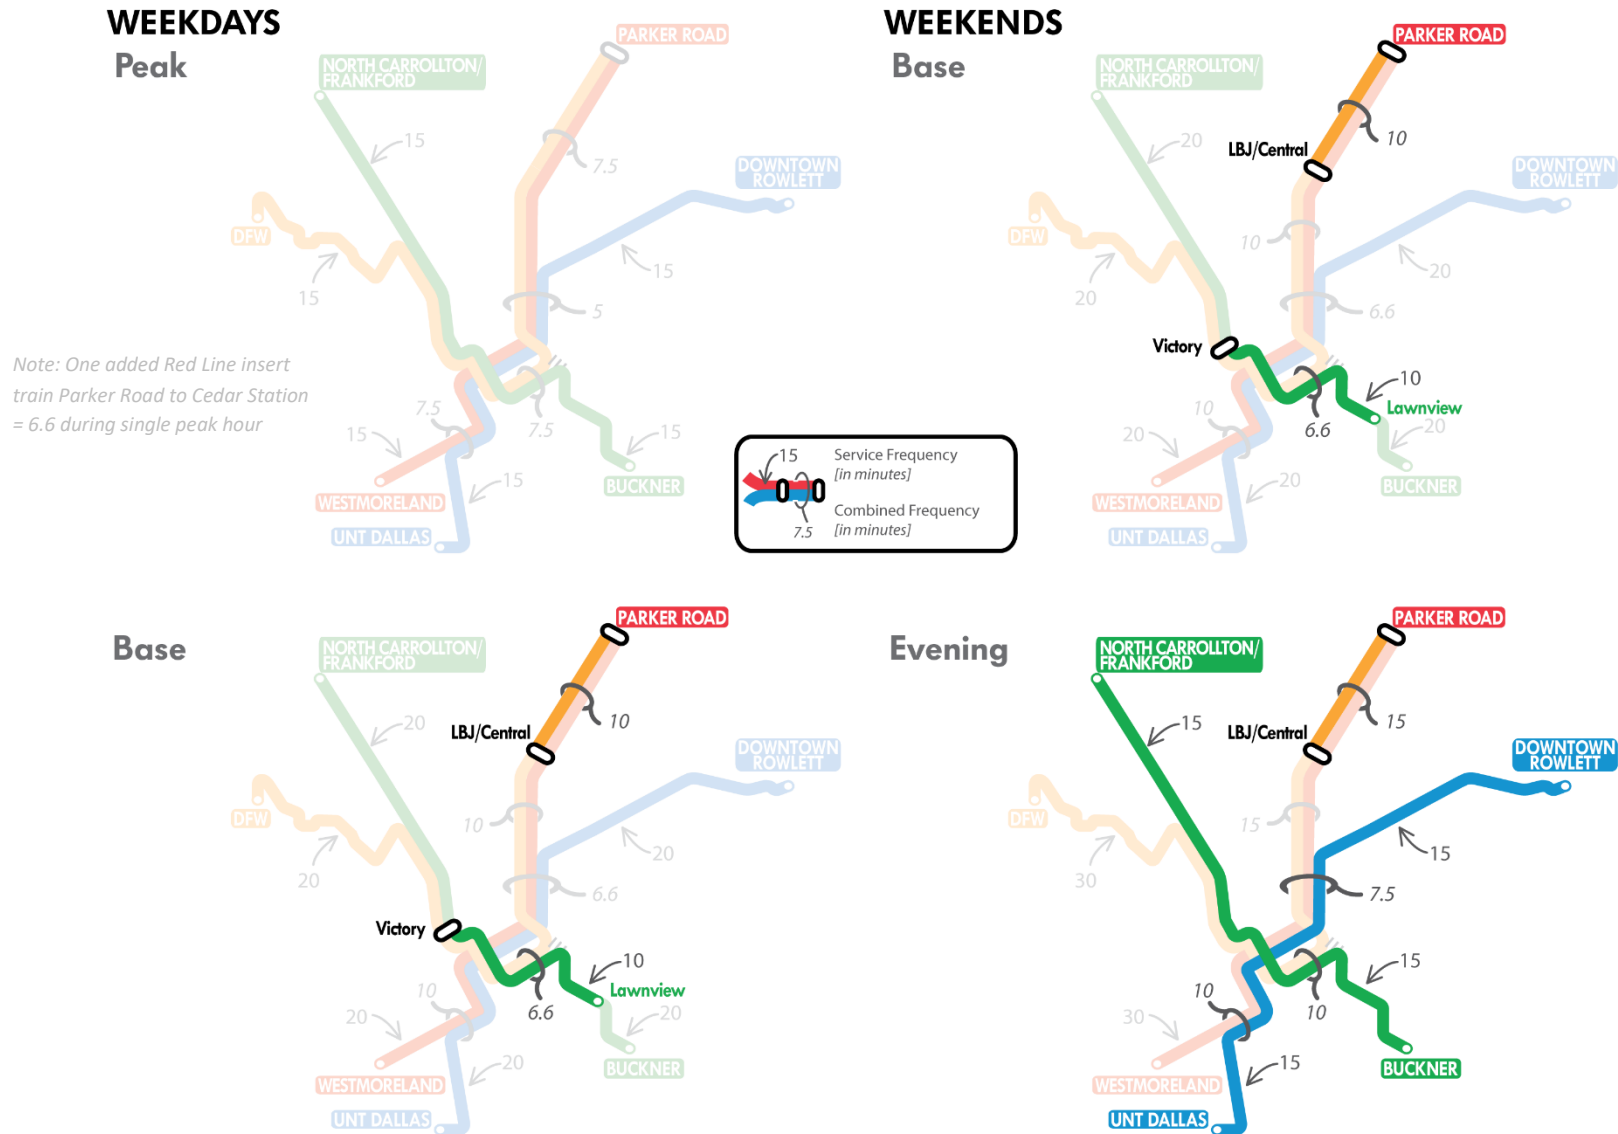 WEEKDAYS
Peak
NORTH CARROLLTON/
FRANKFORD
PARKER ROAD
15
7.5
DOWNTOWN
ROWLETT
DFW
15
15
5
Note: One added Red Line insert
train Parker Road to Cedar Station
= 6.6 during single peak hour
7.5
7.5
15
15
15
WESTMORELAND
BUCKNER
UNT DALLAS
WEEKENDS
Base
NORTH CARROLLTON/
FRANKFORD
PARKER ROAD
20
10
LBJ/Central
DOWNTOWN
ROWLETT
DFW
10
20
20
6.6
Victory
10
Lawnview
10
6.6
20
20
20
WESTMORELAND
BUCKNER
UNT DALLAS
15
Service Frequency
[in minutes]
Combined Frequency
7.5
[in minutes]
Base
NORTH CARROLLTON/
FRANKFORD
PARKER ROAD
20
10
LBJ/Central
DOWNTOWN
ROWLETT
DFW
10
20
20
6.6
Victory
10
Lawnview
10
6.6
20
20
20
WESTMORELAND
BUCKNER
UNT DALLAS
Evening
NORTH CARROLLTON/
FRANKFORD
PARKER ROAD
15
15
LBJ/Central
DOWNTOWN
ROWLETT
DFW
15
30
15
7.5
15
10
10
30
15
WESTMORELAND
BUCKNER
UNT DALLAS